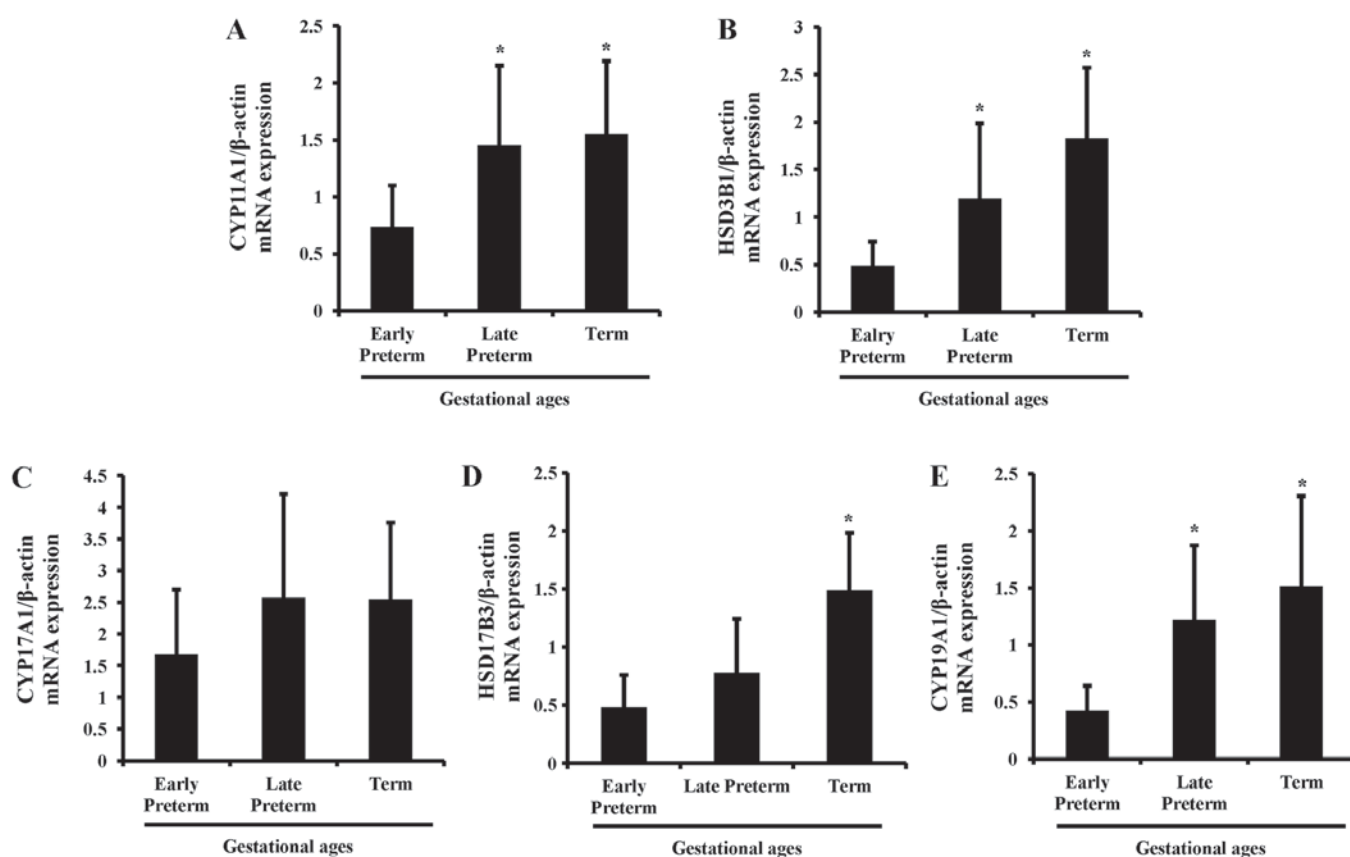 A
CYP11A1/β-actin
mRNA expression
2.5
2
1.5
1
0.5
0
*
*
Early
Preterm
Late
Preterm
Term
Gestational ages
B
HSD3B1/β-actin
mRNA expression
3
2.5
2
1.5
1
0.5
0
*
*
Ealry
Preterm
Late
Preterm
Term
Gestational ages
C
CYP17A1/β-actin
mRNA expression
4.5
4
3.5
3
2.5
2
1.5
1
0.5
0
Early
Preterm
Late
Preterm
Term
Gestational ages
D
HSD17B3/β-actin
mRNA expression
2.5
2
1.5
1
0.5
0
*
Early
Preterm
Late Preterm
Term
Gestational ages
E
CYP19A1/β-actin
mRNA expression
2.5
2
1.5
1
0.5
0
*
*
Early
Preterm
Late
Preterm
Term
Gestational ages